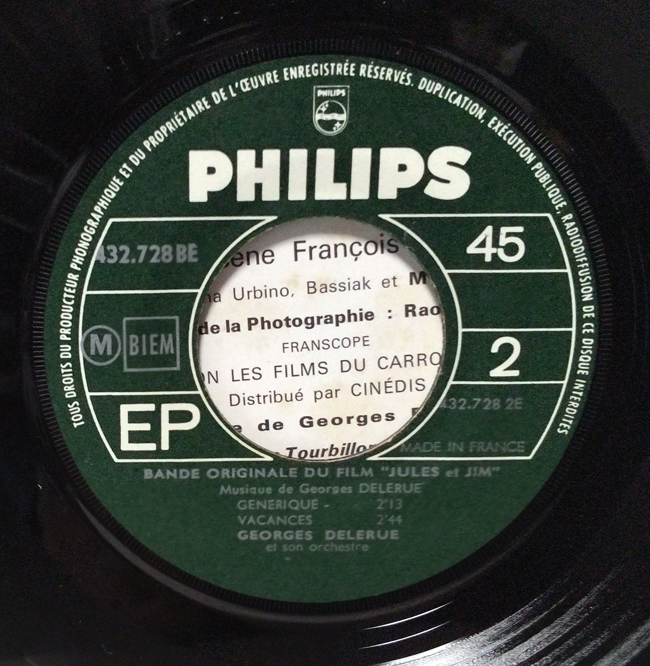 TOUS DROITS DU PRODUCTEUR PHONOGRAPHIQUE ET DU PROPRIÉTAIRE DE L'ŒUVRE ENREGISTRÉE RÉSERVÉS. DUPLICATION, EXÉCUTION PUBLIQUE, RADIODIFFUSION DE CE DISQUE INTERDITES
PHILIPS
PHILIPS
432.728 BE
45
M
BIEM
2
EP
432.728 2E
MADE IN FRANCE
ène François
Urbino, Bassiak et M
de la Photographie : Rao
FRANSCOPE
ON LES FILMS DU CARRO
Distribué par CINÉDIS
de Georges
Tourbillon
BANDE ORIGINALE DU FILM "JULES et JIM"
Musique de Georges DELERUE
GENERIQUE - 2'13
VACANCES 2'44
GEORGES DELERUE
et son orchestre